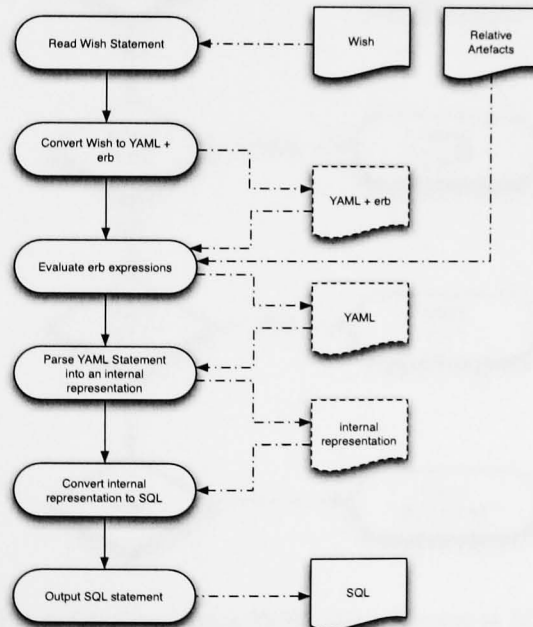 Read Wish Statement
Wish
Relative
Artefacts
Convert Wish to YAML +
erb
YAML + erb
Evaluate erb expressions
YAML
Parse YAML Statement
into an internal
representation
internal
representation
Convert internal
representation to SQL
Output SQL statement
SQL